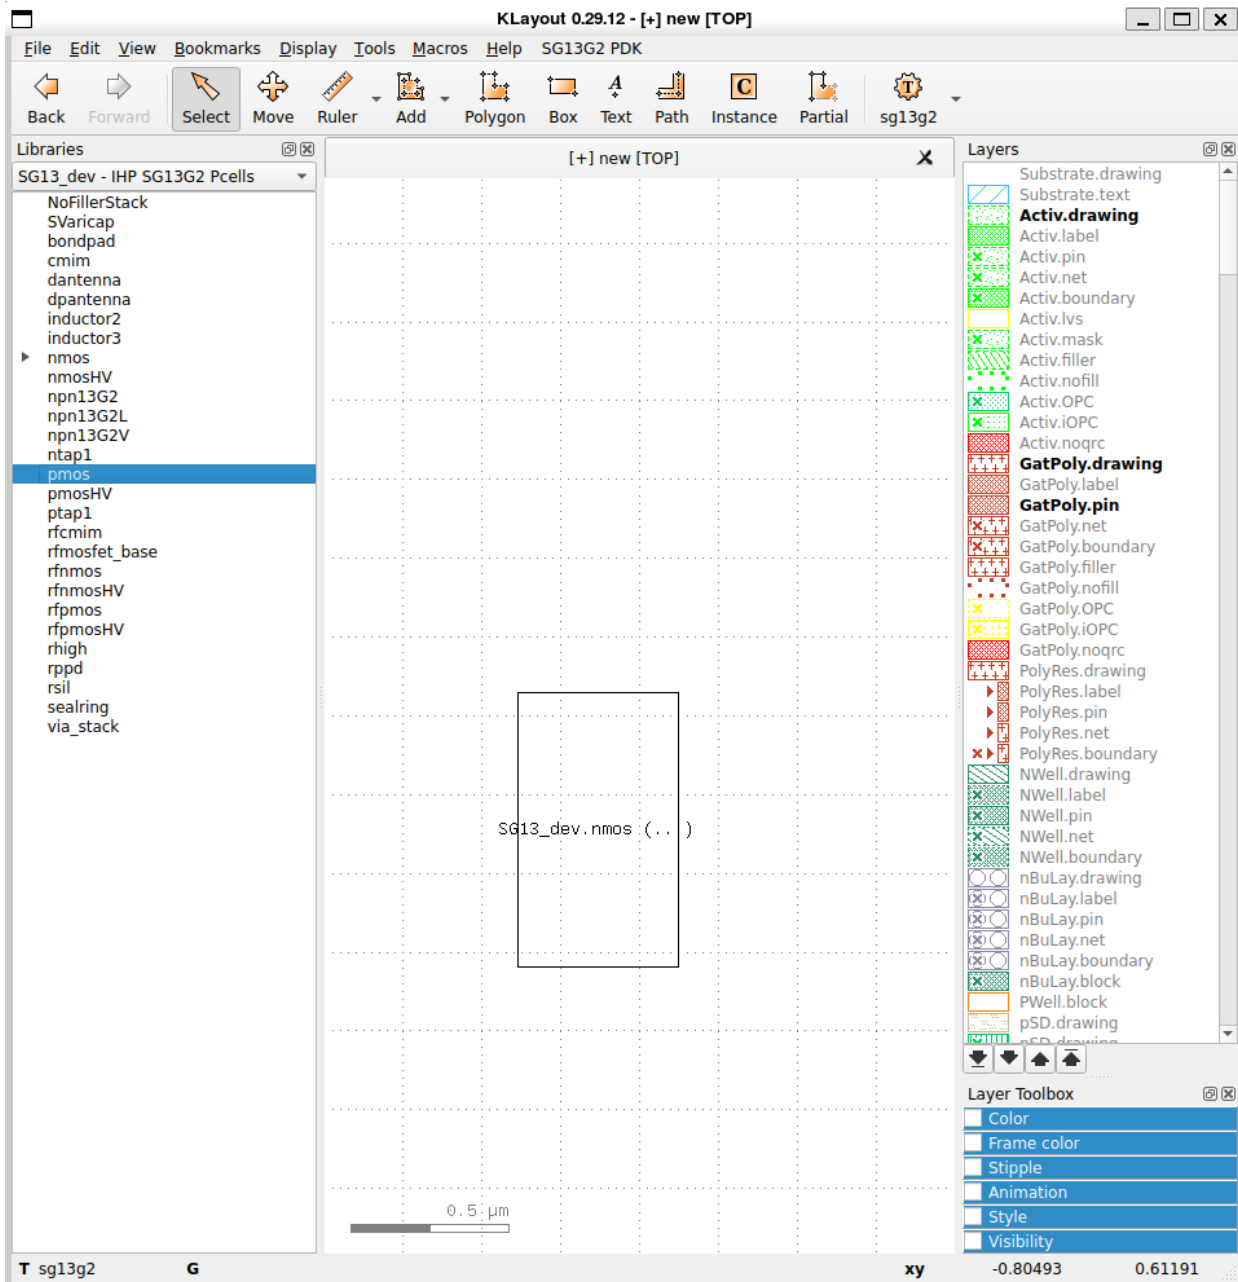 KLayout 0.29.12 - [+] new [TOP]
File Edit View Bookmarks Display Tools Macros Help SG13G2 PDK
Back Forward Select Move Ruler Add Polygon Box Text Path Instance Partial sg13g2
Libraries
SG13_dev - IHP SG13G2 Pcells
NoFillerStack
SVaricap
bondpad
cmim
dantenna
dpantenna
inductor2
inductor3
nmos
nmosHV
npn13G2
npn13G2L
npn13G2V
ntap1
pmos
pmosHV
ptap1
rfcmim
rfmosfet_base
rfnmos
rfnmosHV
rfpmos
rfpmosHV
rhigh
rppd
rsil
sealring
via_stack
[+] new [TOP]
SG13_dev.nmos (..)
0.5 µm
Layers
Substrate.drawing
Substrate.text
Activ.drawing
Activ.label
Activ.pin
Activ.net
Activ.boundary
Activ.lvs
Activ.mask
Activ.filler
Activ.nofill
Activ.OPC
Activ.iOPC
Activ.noqrc
GatPoly.drawing
GatPoly.label
GatPoly.pin
GatPoly.net
GatPoly.boundary
GatPoly.filler
GatPoly.nofill
GatPoly.OPC
GatPoly.iOPC
GatPoly.noqrc
PolyRes.drawing
PolyRes.label
PolyRes.pin
PolyRes.net
PolyRes.boundary
NWell.drawing
NWell.label
NWell.pin
NWell.net
NWell.boundary
nBuLay.drawing
nBuLay.label
nBuLay.pin
nBuLay.net
nBuLay.boundary
nBuLay.block
PWell.block
pSD.drawing
nSD.drawing
Layer Toolbox
Color
Frame color
Stipple
Animation
Style
Visibility
T sg13g2 G xy -0.80493 0.61191